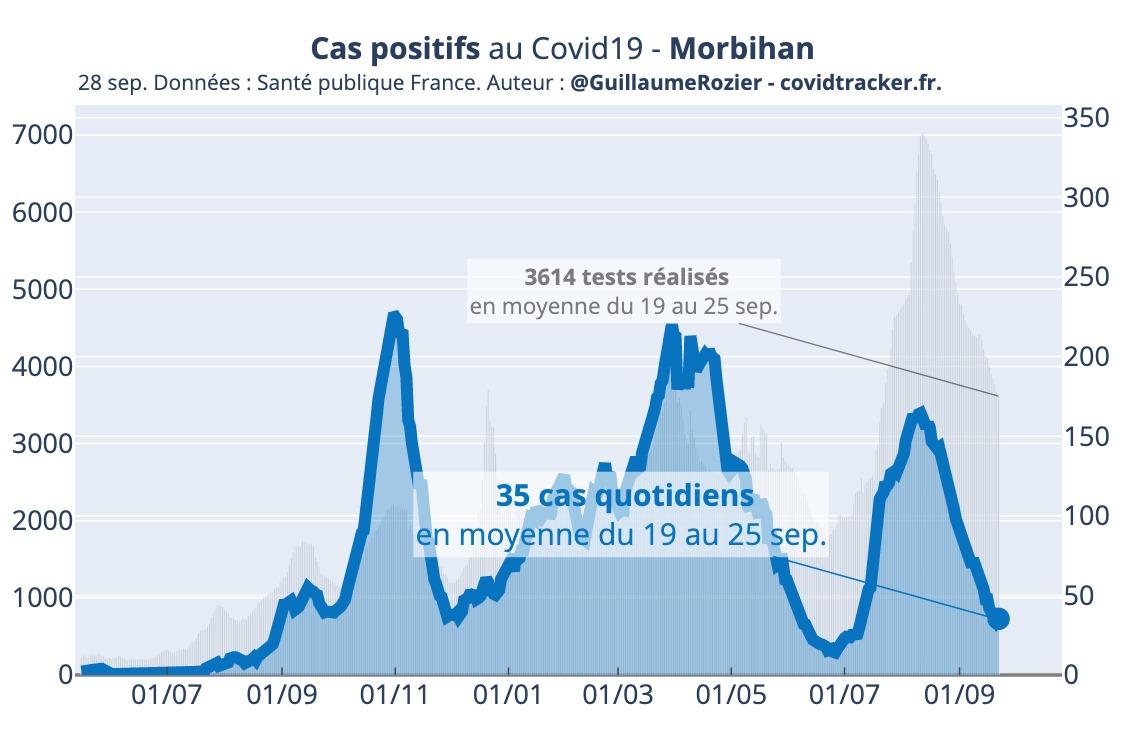 Cas positifs au Covid19 - Morbihan
28 sep. Données : Santé publique France. Auteur : @GuillaumeRozier - covidtracker.fr.
7000
6000
5000
4000
3000
2000
1000
0
350
300
250
200
150
100
50
0
3614 tests réalisés
en moyenne du 19 au 25 sep.
35 cas quotidiens
en moyenne du 19 au 25 sep.
01/07 01/09 01/11 01/01 01/03 01/05 01/07 01/09